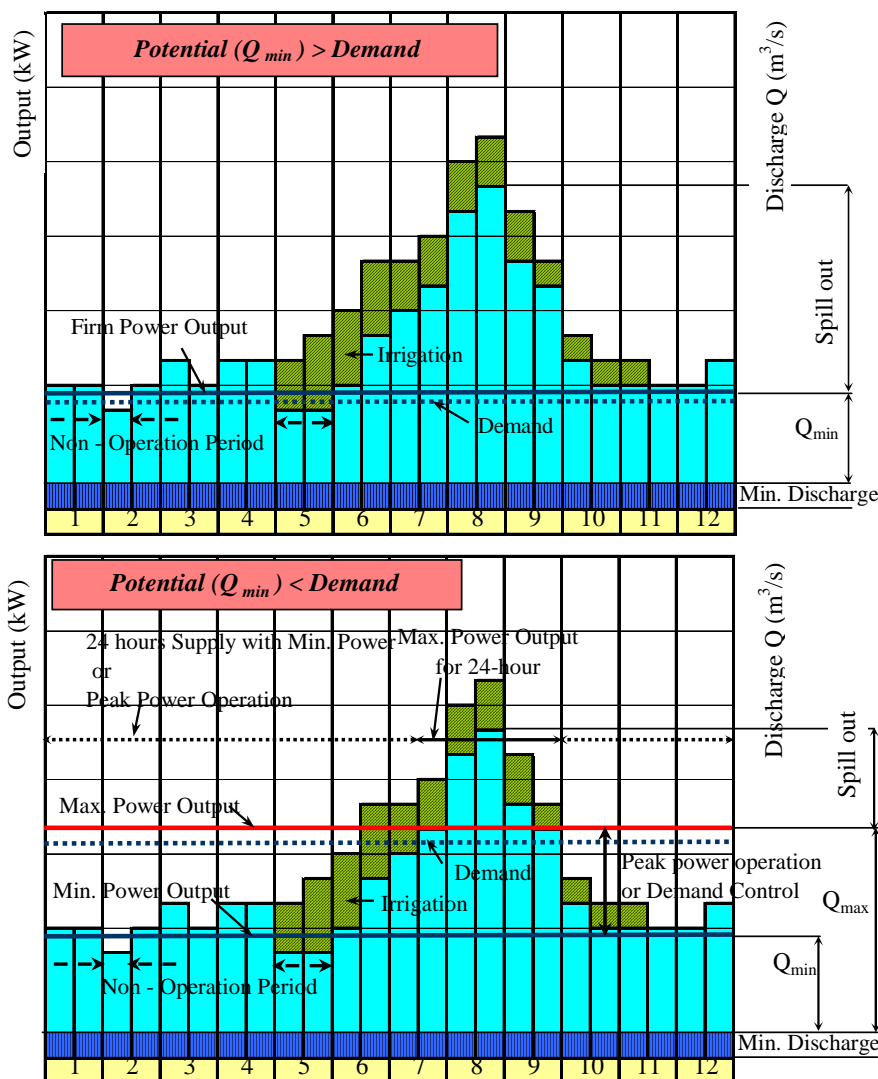 Potential (Q min) > Demand
Output (kW)
Discharge Q (m³/s)
Firm Power Output
Irrigation
Spill out
Demand
Non - Operation Period
Qmin
Min. Discharge
1 2 3 4 5 6 7 8 9 10 11 12
Potential (Q min) < Demand
Output (kW)
Discharge Q (m³/s)
24 hours Supply with Min. Power
or
Peak Power Operation
Max. Power Output
for 24-hour
Spill out
Max. Power Output
Demand
Peak power operation
or Demand Control
Min. Power Output
Irrigation
Qmax
Qmin
Non - Operation Period
Min. Discharge
1 2 3 4 5 6 7 8 9 10 11 12